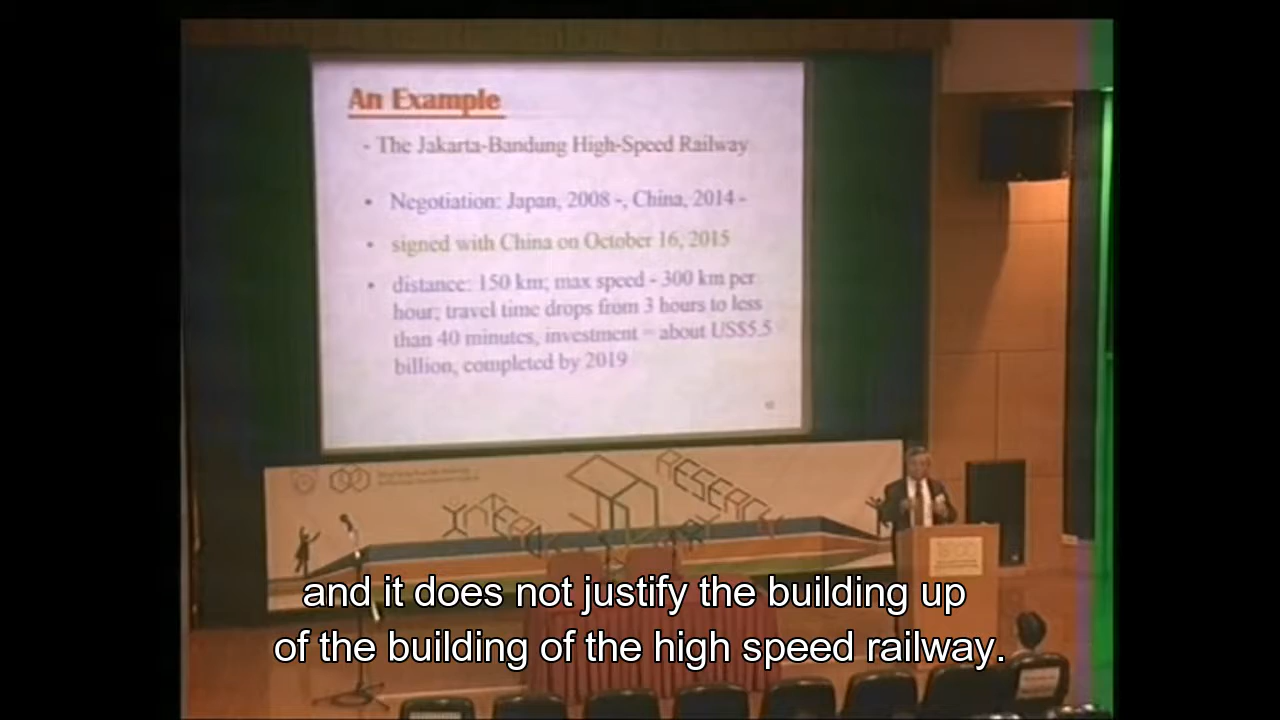 An Example
- The Jakarta-Bandung High-Speed Railway
• Negotiation: Japan, 2008 -, China, 2014 -
• signed with China on October 16, 2015
• distance: 150 km; max speed - 300 km per
hour; travel time drops from 3 hours to less
than 40 minutes, investment = about US$5.5
billion, completed by 2019
RESEARCH
and it does not justify the building up
of the building of the high speed railway.